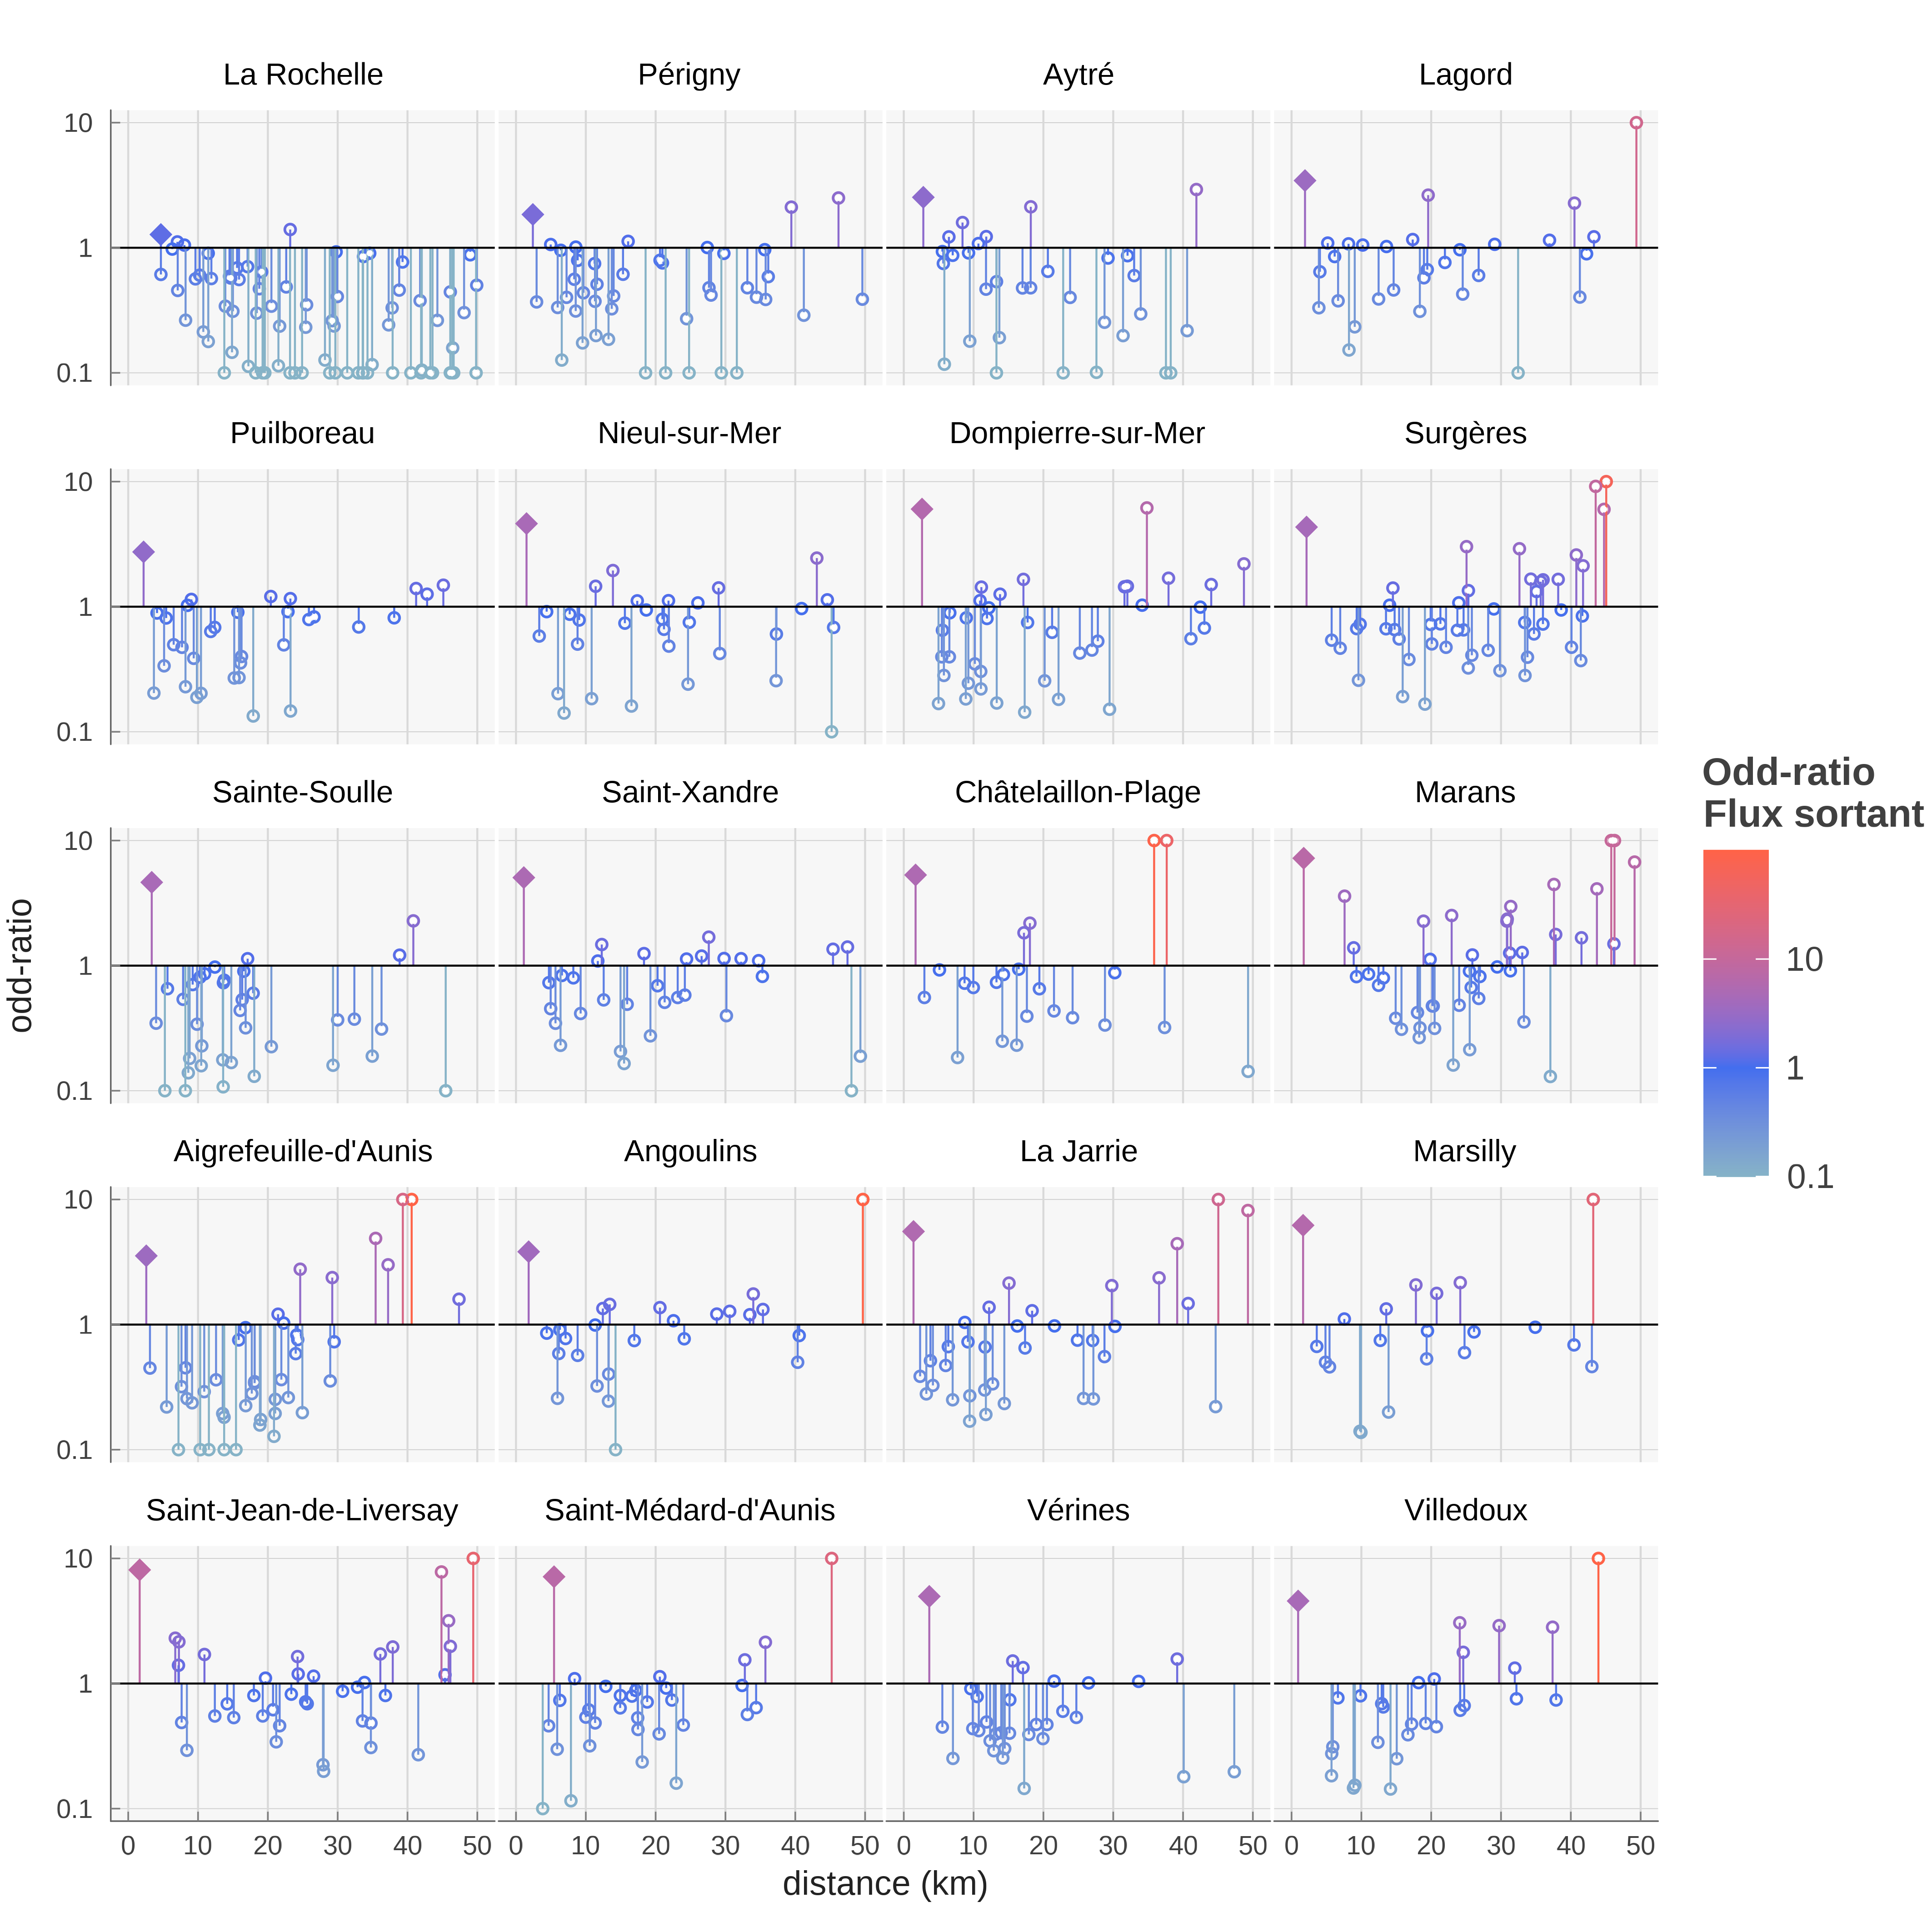 La Rochelle Périgny Aytré Lagord
10
1
0.1
Puilboreau Nieul-sur-Mer Dompierre-sur-Mer Surgères
10
1
0.1
Sainte-Soulle Saint-Xandre Châtelaillon-Plage Marans
10
1
0.1
Aigrefeuille-d'Aunis Angoulins La Jarrie Marsilly
10
1
0.1
Saint-Jean-de-Liversay Saint-Médard-d'Aunis Vérines Villedoux
10
1
0.1
0 10 20 30 40 50 0 10 20 30 40 50 0 10 20 30 40 50 0 10 20 30 40 50
distance (km)
odd-ratio
Odd-ratio
Flux sortant
10
1
0.1